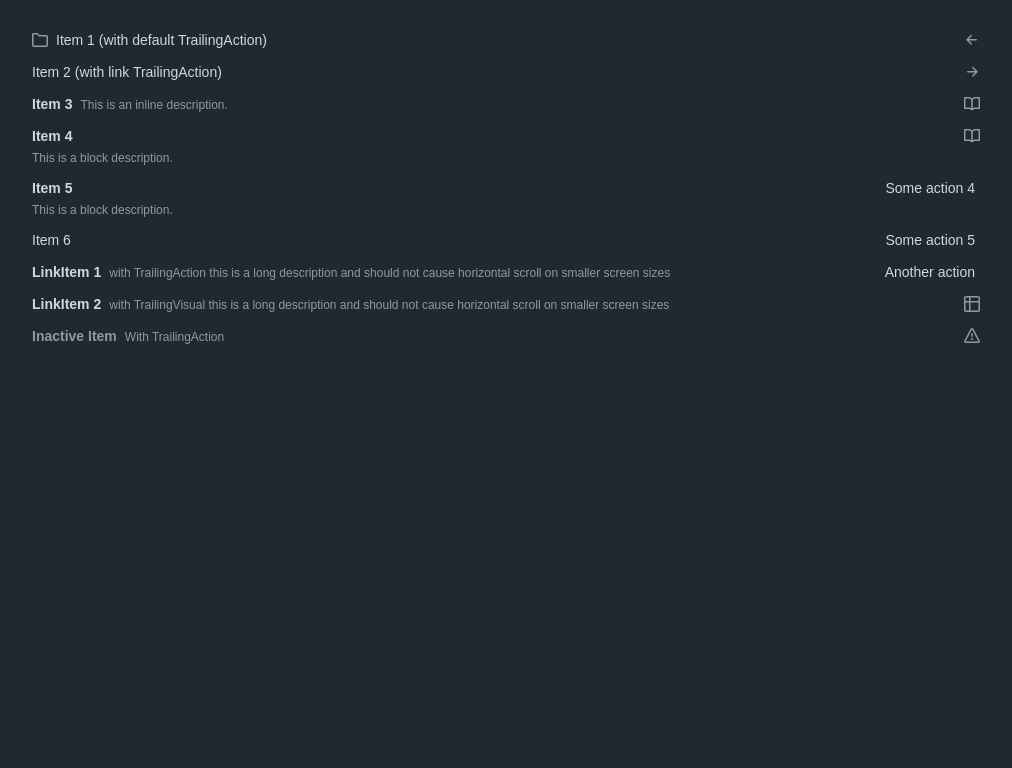 Item 1 (with default TrailingAction)
Item 2 (with link TrailingAction)
Item 3 This is an inline description.
Item 4
This is a block description.
Item 5 Some action 4
This is a block description.
Item 6 Some action 5
LinkItem 1 with TrailingAction this is a long description and should not cause horizontal scroll on smaller screen sizes Another action
LinkItem 2 with TrailingVisual this is a long description and should not cause horizontal scroll on smaller screen sizes
Inactive Item With TrailingAction